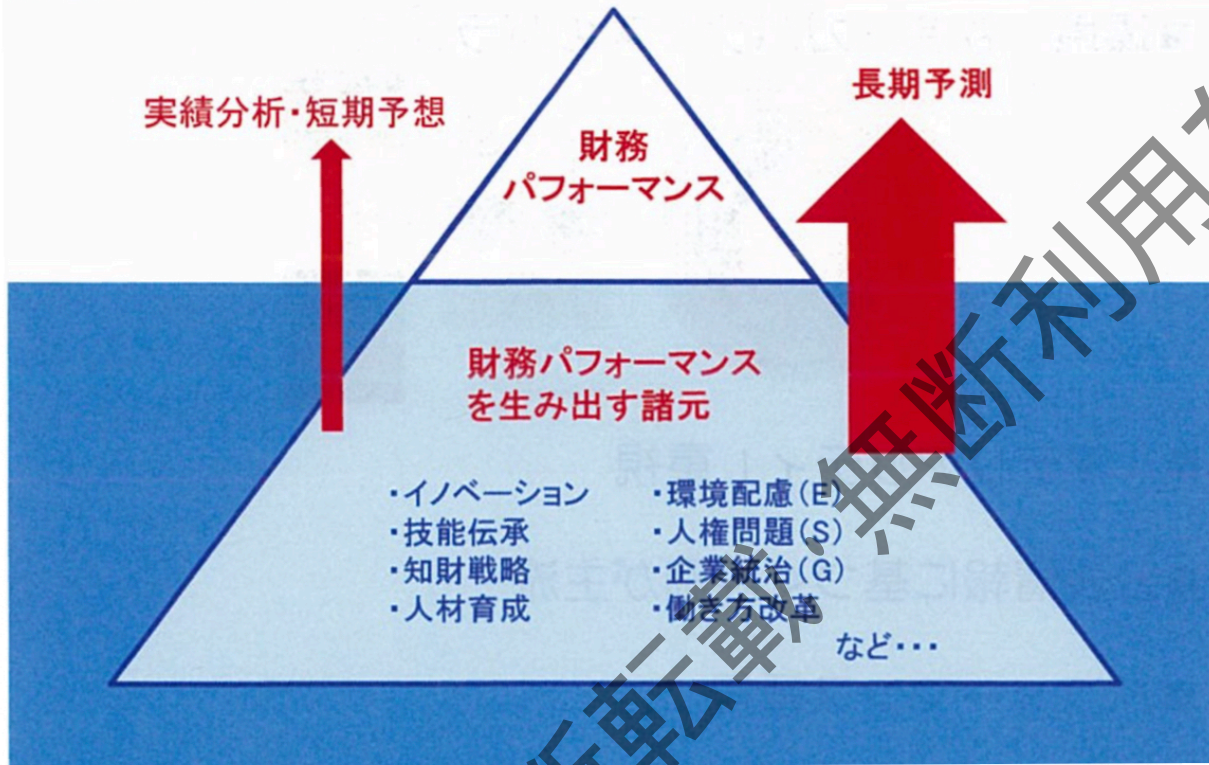 実績分析・短期予想
長期予測
財務
パフォーマンス
財務パフォーマンス
を生み出す諸元
・イノベーション
・技能伝承
・知財戦略
・人材育成
・環境配慮(E)
・人権問題(S)
・企業統治(G)
・働き方改革
など・・・
断転載・無断利用